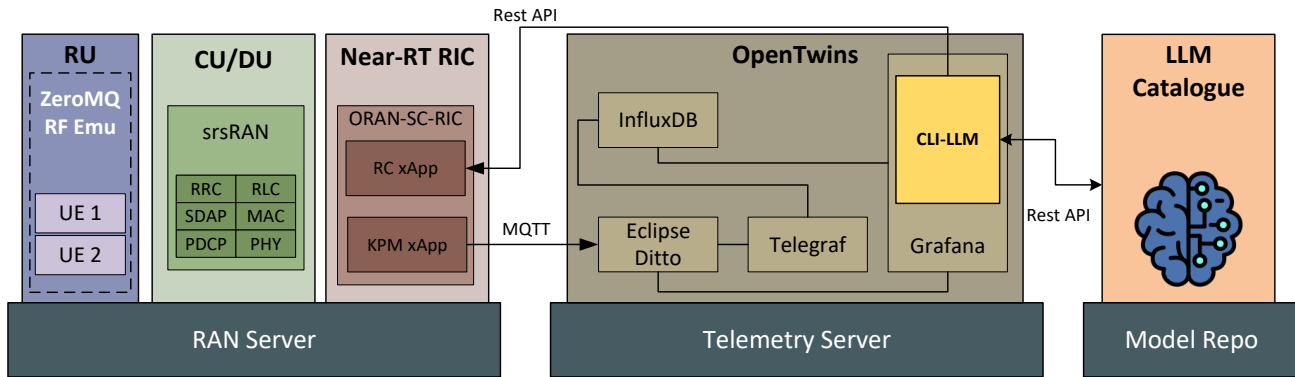 Rest API
RU
ZeroMQ
RF Emu
UE 1
UE 2
CU/DU
srsRAN
RRC
RLC
SDAP
MAC
PDCP
PHY
Near-RT RIC
ORAN-SC-RIC
RC xApp
KPM xApp
MQTT
OpenTwins
InfluxDB
CLI-LLM
Eclipse
Ditto
Telegraf
Grafana
Rest API
LLM
Catalogue
RAN Server
Telemetry Server
Model Repo